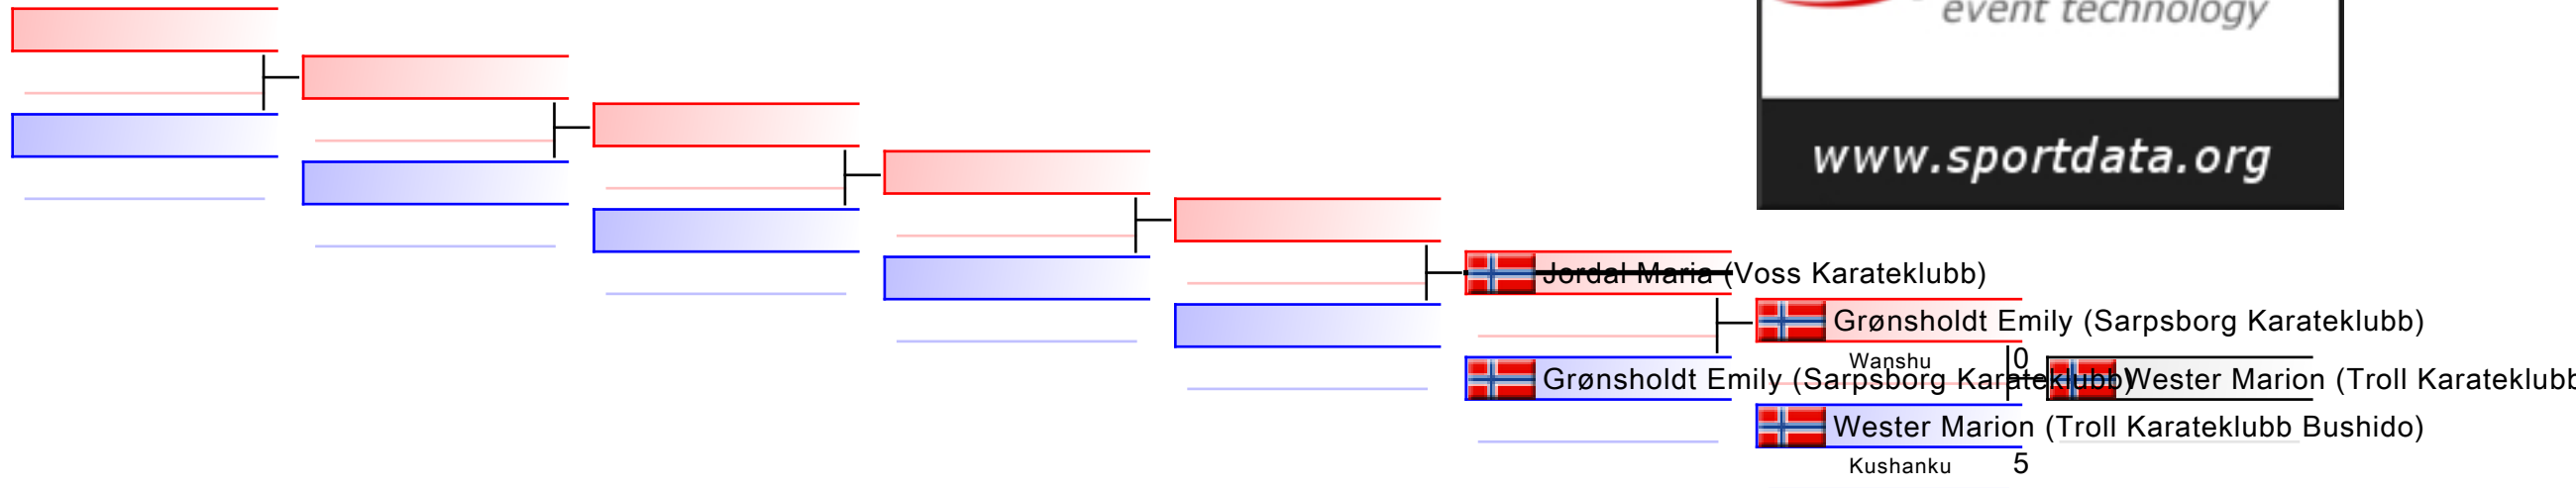 event technology
www.sportdata.org
Jordal Maria (Voss Karateklubb)
Grønsholdt Emily (Sarpsborg Karateklubb)
Wanshu
0
Grønsholdt Emily (Sarpsborg Karateklubb)
Wester Marion (Troll Karateklubb
Wester Marion (Troll Karateklubb Bushido)
Kushanku
5